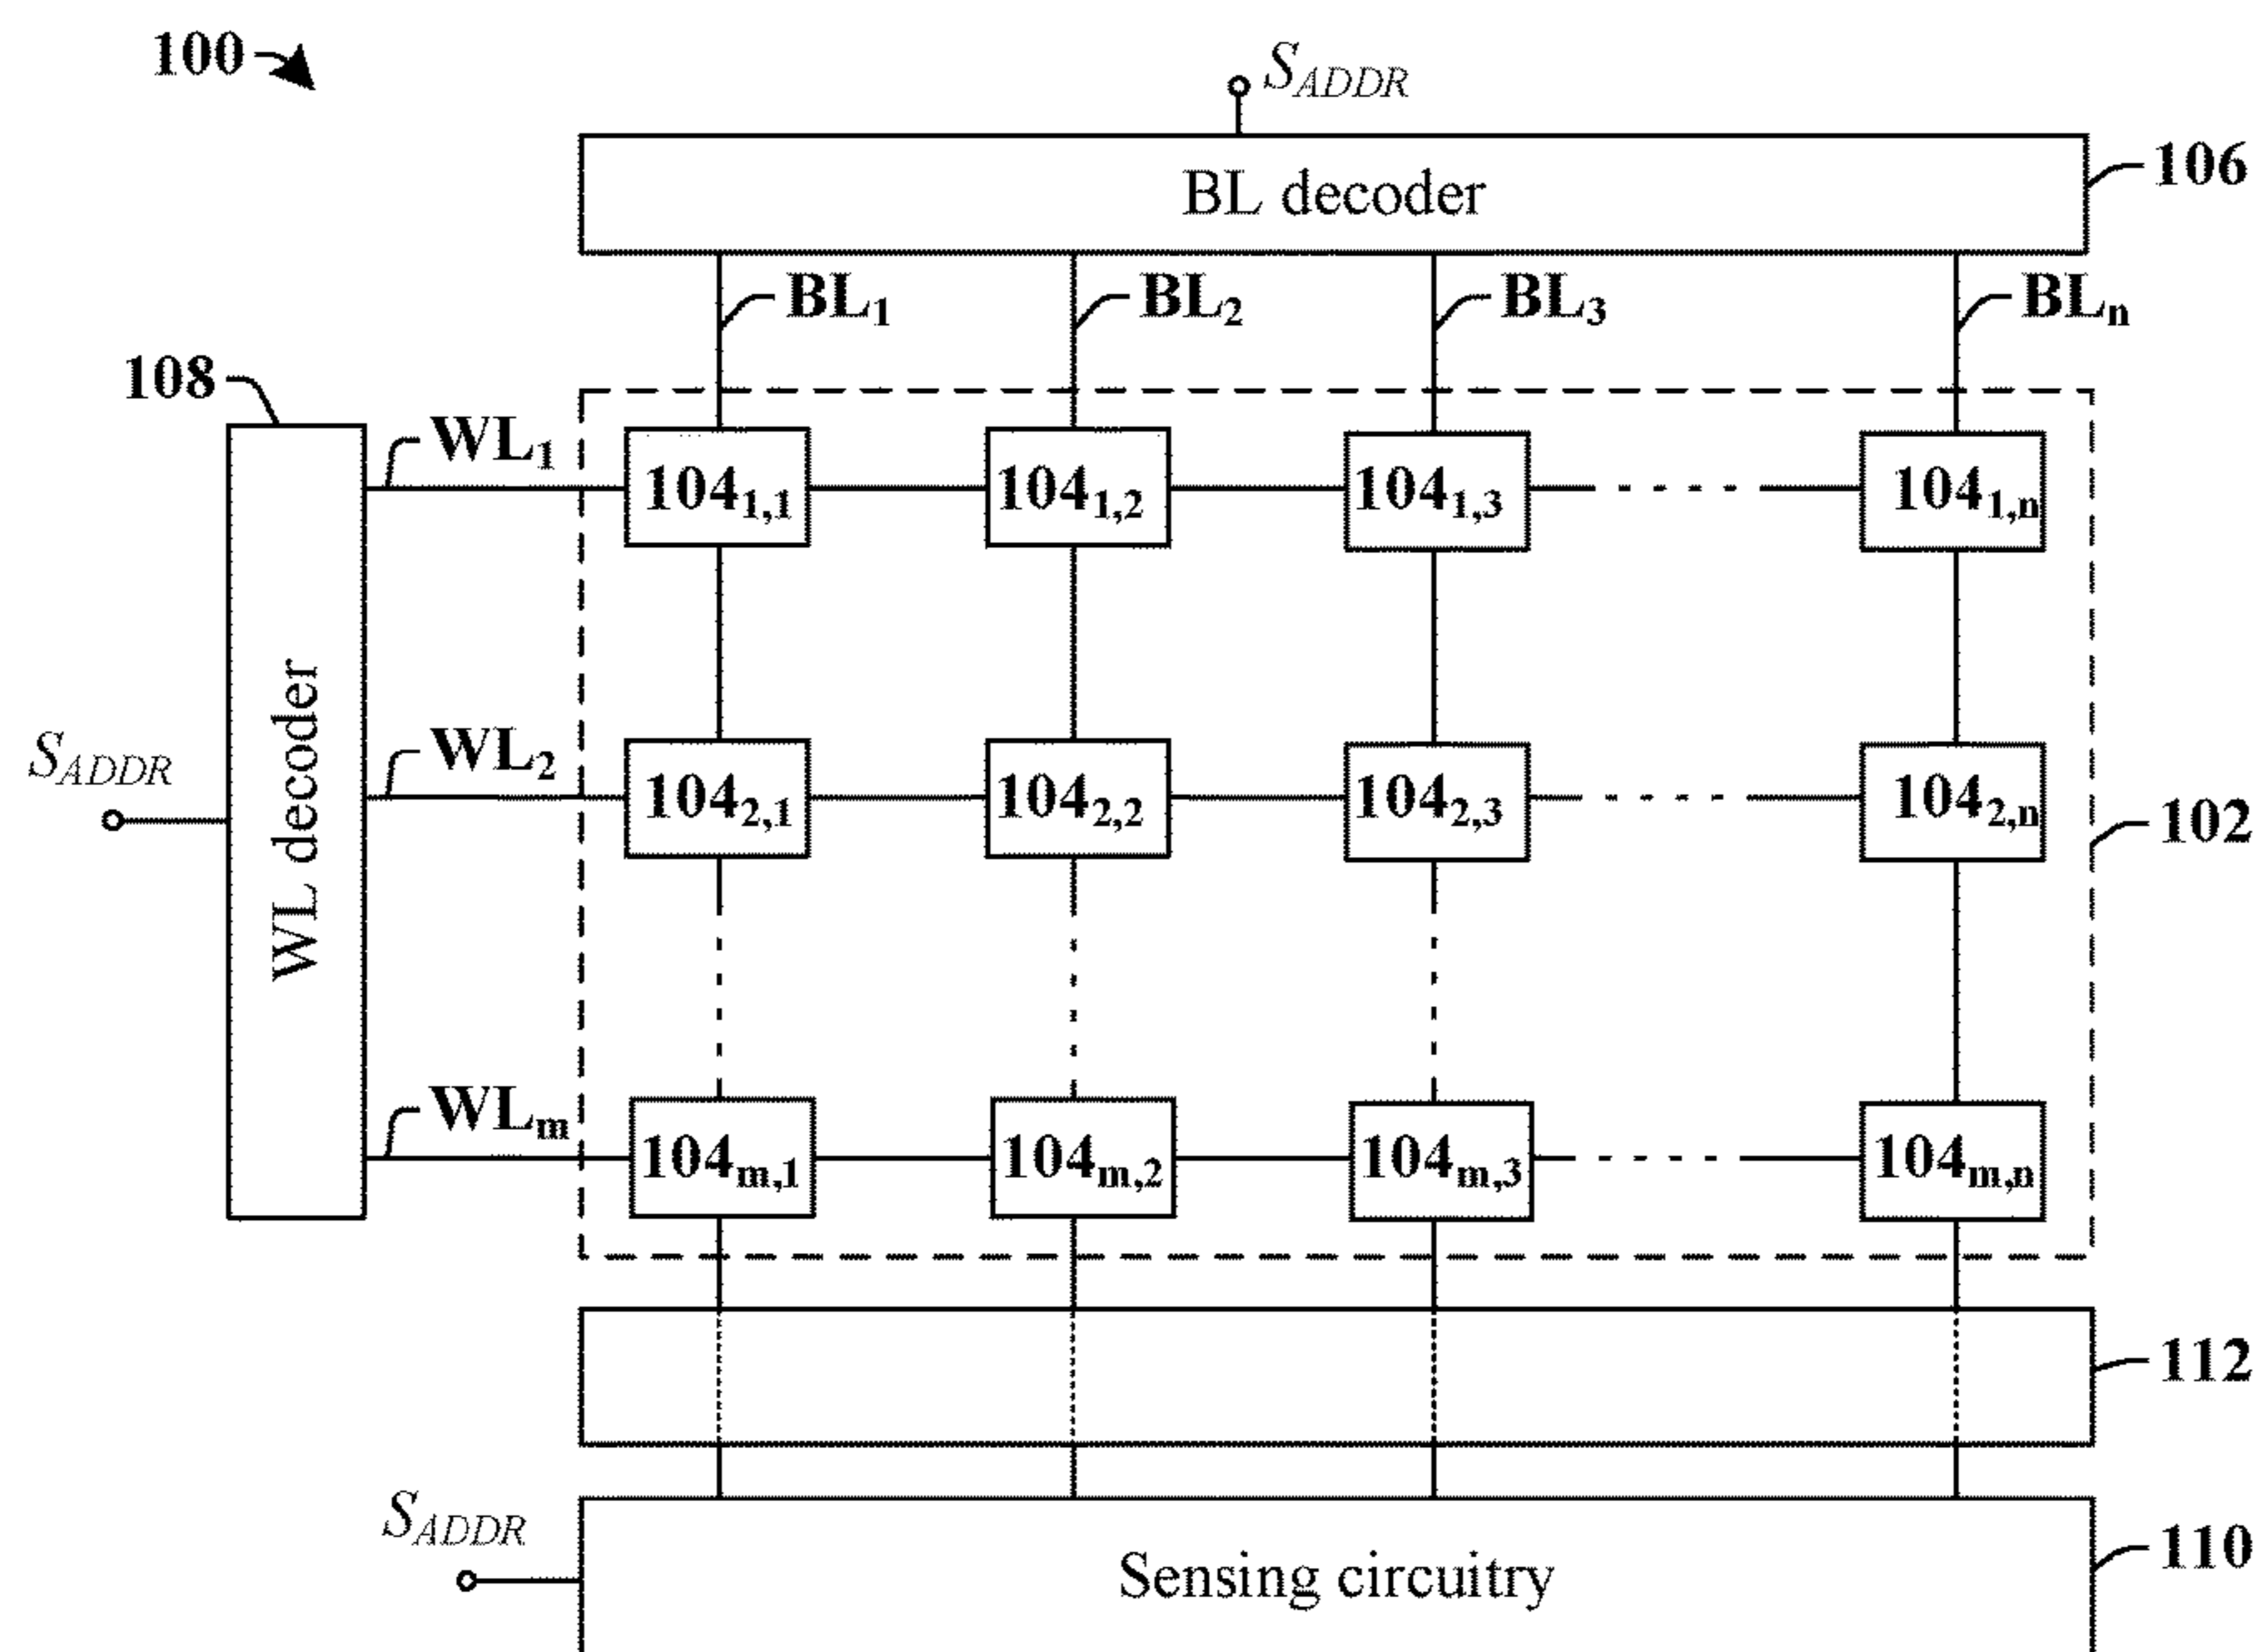 100
S_ADDR
BL decoder
106
BL₁ BL₂ BL₃ BLₙ
108
WL₁
104₁,₁ 104₁,₂ 104₁,₃ 104₁,ₙ
WL decoder
S_ADDR
WL₂
104₂,₁ 104₂,₂ 104₂,₃ 104₂,ₙ
102
WLₘ
104ₘ,₁ 104ₘ,₂ 104ₘ,₃ 104ₘ,ₙ
112
S_ADDR
Sensing circuitry
110